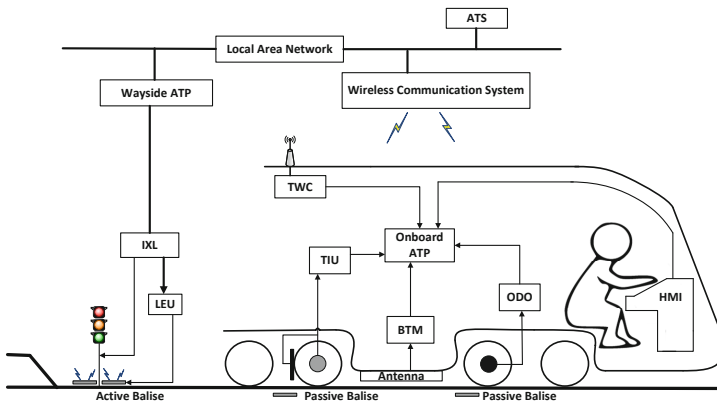 ATS
Local Area Network
Wayside ATP
Wireless Communication System
TWC
IXL
Onboard
ATP
TIU
LEU
ODO
HMI
BTM
Antenna
Active Balise
Passive Balise
Passive Balise